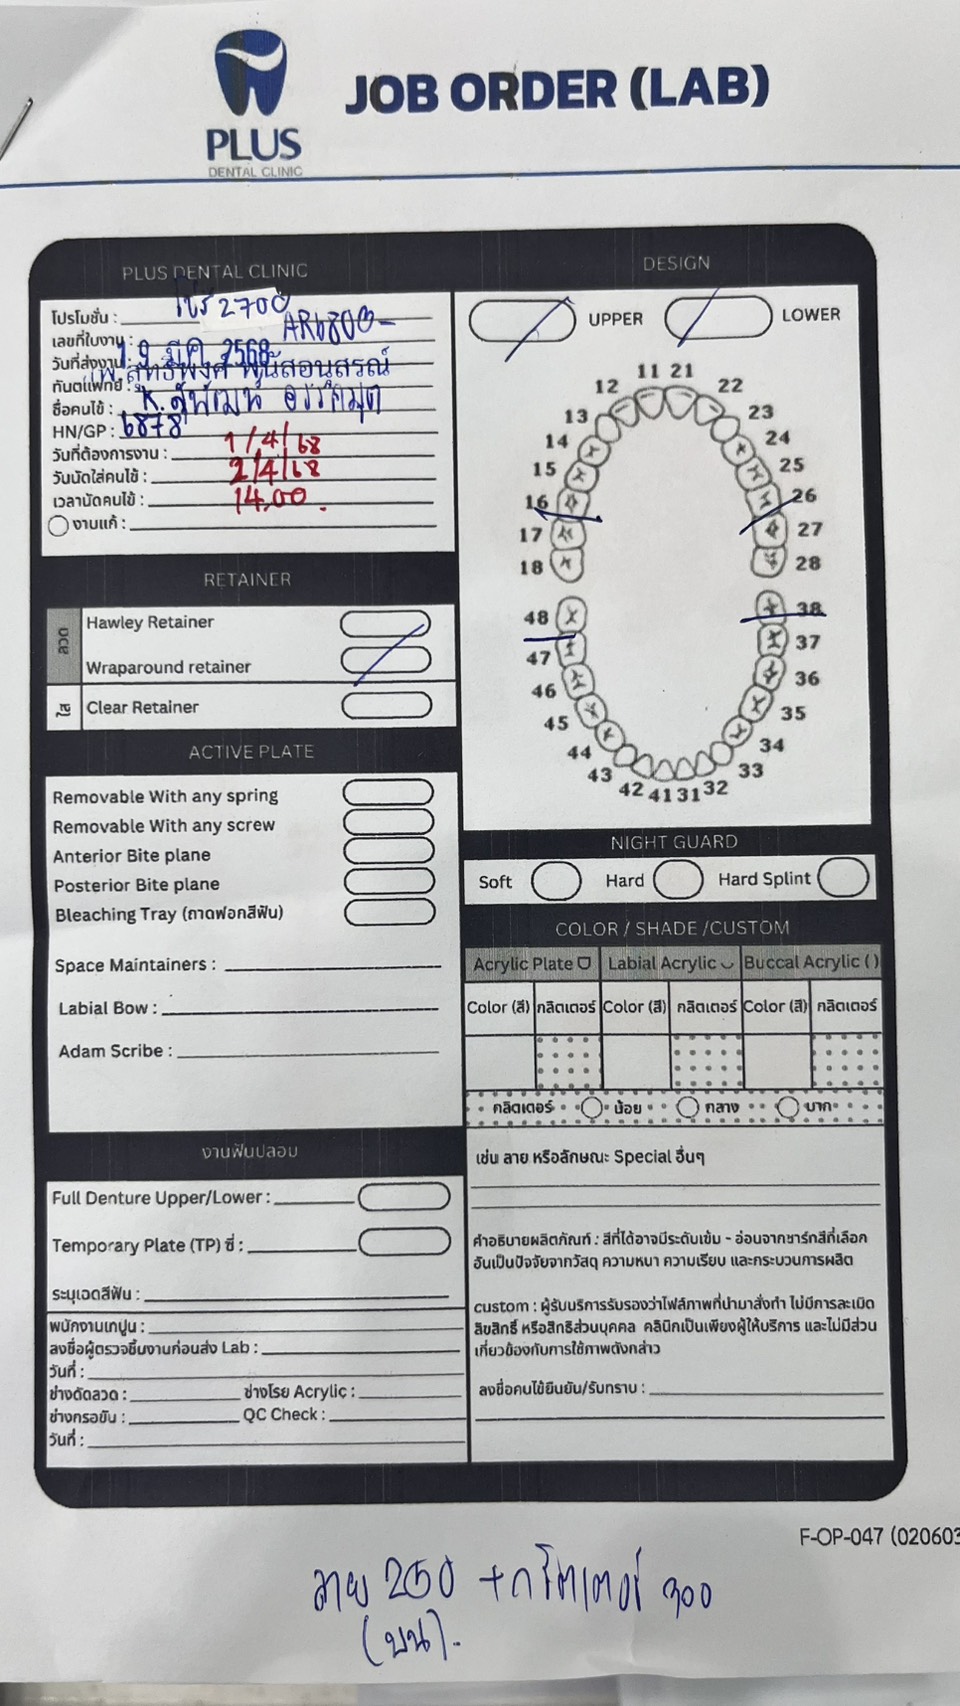 PLUS
DENTAL CLINIC
JOB ORDER (LAB)
PLUS DENTAL CLINIC
โปรโมชั่น : โปร 2700
เลขที่ใบงาน : AR6800-
วันที่ส่งงาน : 19 มี.ค. 2568
ทันตแพทย์ :
ชื่อคนไข้ : K.
HN/GP : 6878
วันที่ต้องการงาน : 1/4/68
วันนัดใส่คนไข้ : 2/4/68
เวลานัดคนไข้ : 14.00
งานแก้ :
RETAINER
ลวด
Hawley Retainer
Wraparound retainer
ใส
Clear Retainer
ACTIVE PLATE
Removable With any spring
Removable With any screw
Anterior Bite plane
Posterior Bite plane
Bleaching Tray (ถาดฟอกสีฟัน)
Space Maintainers :
Labial Bow :
Adam Scribe :
งานฟันปลอม
Full Denture Upper/Lower :
Temporary Plate (TP) ซี่ :
ระบุเฉดสีฟัน :
พนักงานเทปูน :
ลงชื่อผู้ตรวจชิ้นงานก่อนส่ง Lab :
วันที่ :
ช่างดัดลวด : ช่างโรย Acrylic :
ช่างกรอขัน : QC Check :
วันที่ :
DESIGN
UPPER LOWER
11 21
12 22
13 23
14 24
15 25
16 26
17 27
18 28
48 38
47 37
46 36
45 35
44 34
43 33
42 41 31 32
NIGHT GUARD
Soft Hard Hard Splint
COLOR / SHADE /CUSTOM
Acrylic Plate Labial Acrylic Buccal Acrylic ( )
Color (สี) กลิตเตอร์ Color (สี) กลิตเตอร์ Color (สี) กลิตเตอร์
กลิตเตอร์ น้อย กลาง มาก
เช่น ลาย หรือลักษณะ Special อื่นๆ
คำอธิบายผลิตภัณฑ์ : สีที่ได้อาจมีระดับเข้ม - อ่อนจากชาร์ทสีที่เลือก
อันเป็นปัจจัยจากวัสดุ ความหนา ความเรียบ และกระบวนการผลิต
custom : ผู้รับบริการรับรองว่าไฟล์ภาพที่นำมาสั่งทำ ไม่มีการละเมิด
ลิขสิทธิ์ หรือสิทธิส่วนบุคคล คลินิกเป็นเพียงผู้ให้บริการ และไม่มีส่วน
เกี่ยวข้องกับการใช้ภาพดังกล่าว
ลงชื่อคนไข้ยืนยัน/รับทราบ :
F-OP-047 (020603
ลาย 250 + กริตเตอร์ 300
(บน).